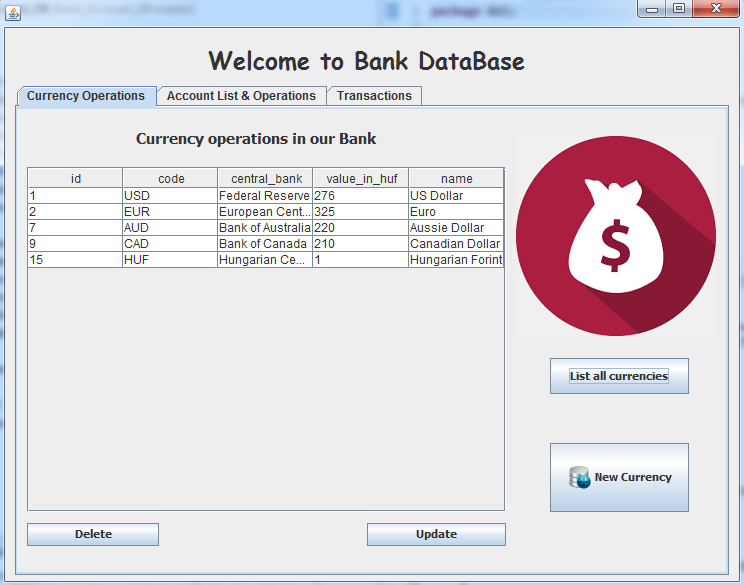 Welcome to Bank DataBase
Currency Operations Account List & Operations Transactions
Currency operations in our Bank
id code central_bank value_in_huf name
1 USD Federal Reserve 276 US Dollar
2 EUR European Cent... 325 Euro
7 AUD Bank of Australia 220 Aussie Dollar
9 CAD Bank of Canada 210 Canadian Dollar
15 HUF Hungarian Ce... 1 Hungarian Forint
$
List all currencies
New Currency
Delete Update